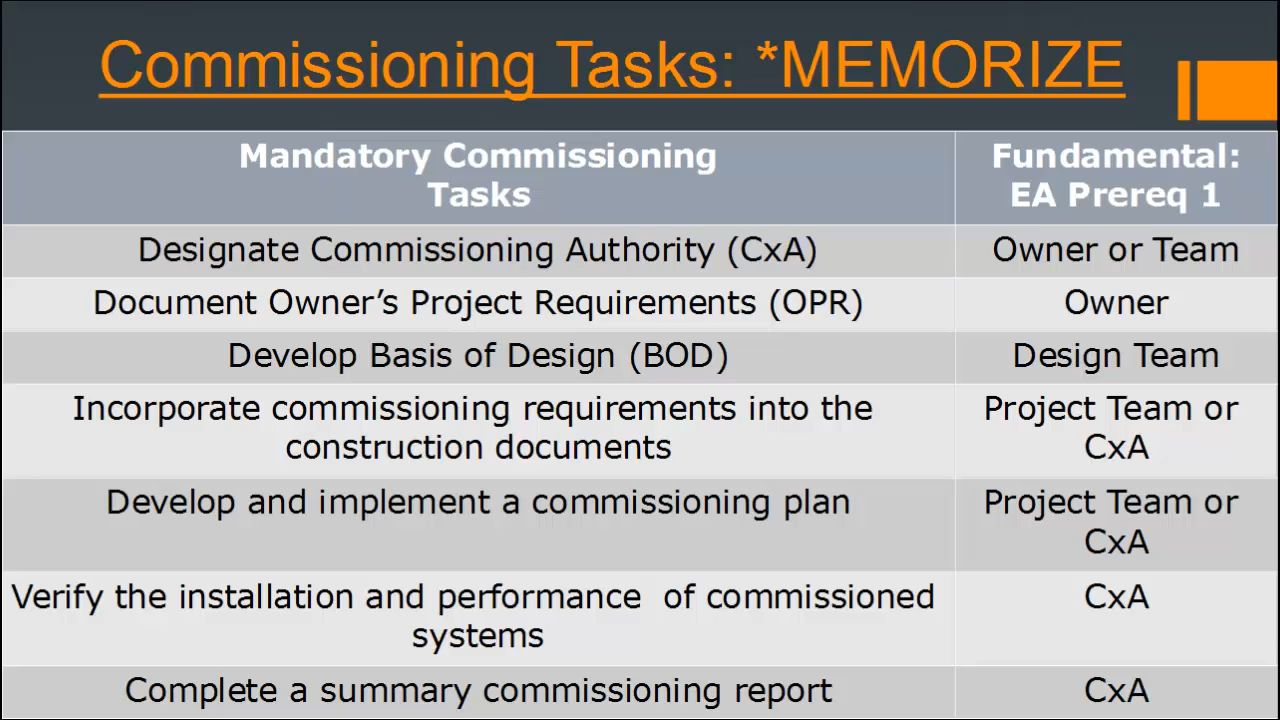 Commissioning Tasks: *MEMORIZE
Mandatory Commissioning
Tasks
Fundamental:
EA Prereq 1
Designate Commissioning Authority (CxA)
Owner or Team
Document Owner’s Project Requirements (OPR)
Owner
Develop Basis of Design (BOD)
Design Team
Incorporate commissioning requirements into the
construction documents
Project Team or
CxA
Develop and implement a commissioning plan
Project Team or
CxA
Verify the installation and performance  of commissioned
systems
CxA
Complete a summary commissioning report
CxA